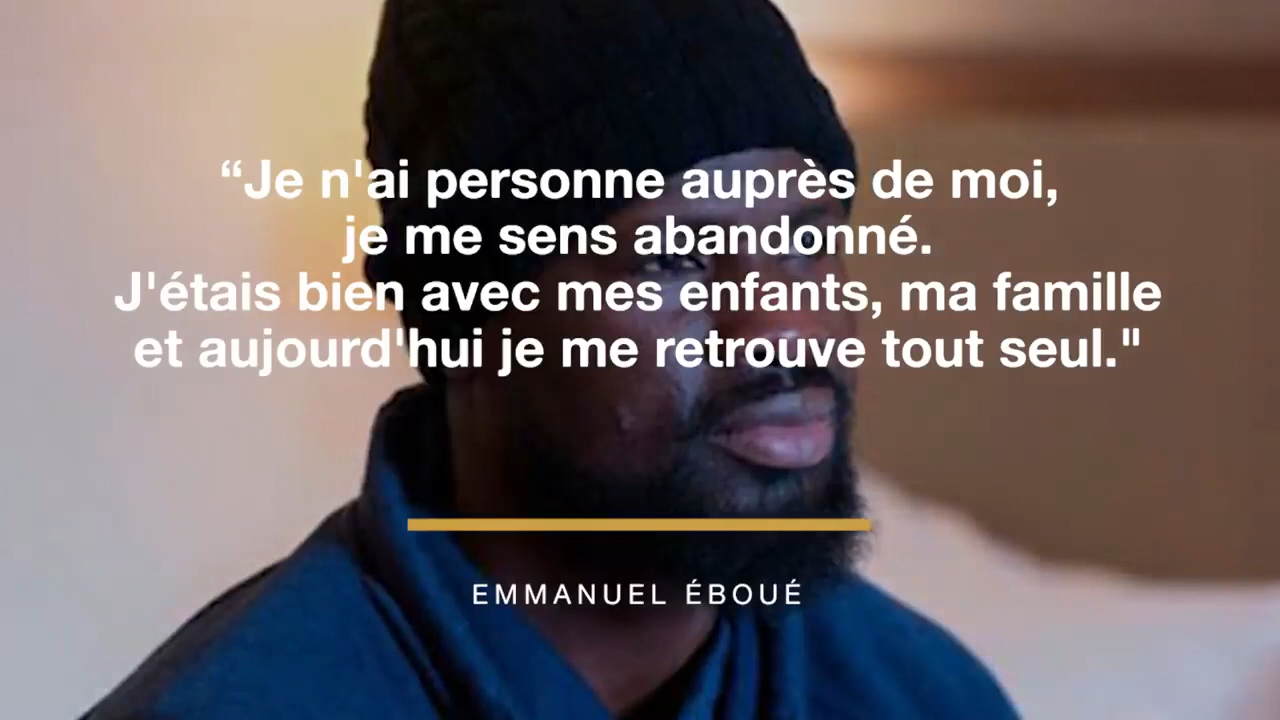 “Je n'ai personne auprès de moi,
je me sens abandonné.
J'étais bien avec mes enfants, ma famille
et aujourd'hui je me retrouve tout seul."
EMMANUEL ÉBOUÉ